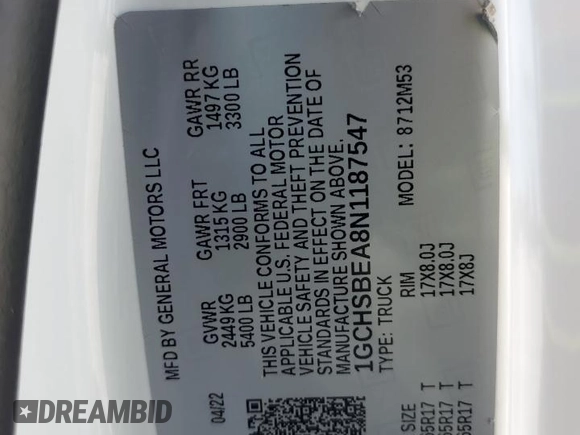 MFD BY GENERAL MOTORS LLC
04/22
GVWR
2449 KG
5400 LB
GAWR FRT
1315 KG
2900 LB
GAWR RR
1497 KG
3300 LB
THIS VEHICLE CONFORMS TO ALL
APPLICABLE U.S. FEDERAL MOTOR
VEHICLE SAFETY AND THEFT PREVENTION
STANDARDS IN EFFECT ON THE DATE OF
MANUFACTURE SHOWN ABOVE.
1GCHSBEA8N1187547
TYPE: TRUCK
MODEL: 8712M53
SIZE RIM
5R17 T 17X8.0J
5R17 T 17X8.0J
5R17 T 17X8J
DREAMBID